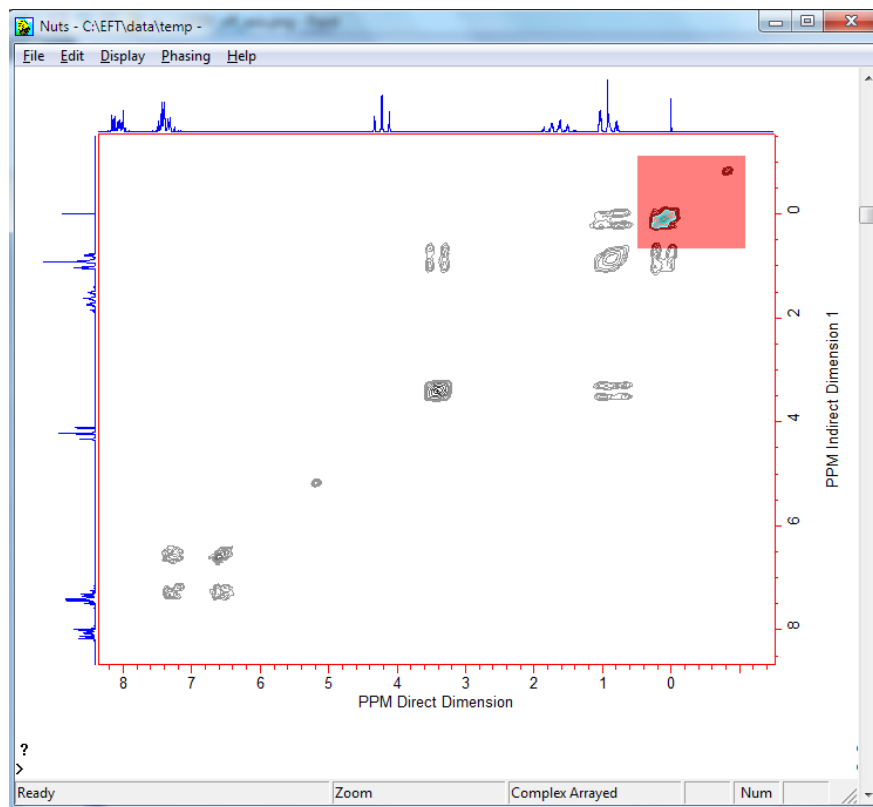 Nuts - C:\EFT\data\temp -
File Edit Display Phasing Help
0
2
4
6
8
PPM Indirect Dimension 1
8 7 6 5 4 3 2 1 0
PPM Direct Dimension
?
>
Ready Zoom Complex Arrayed Num